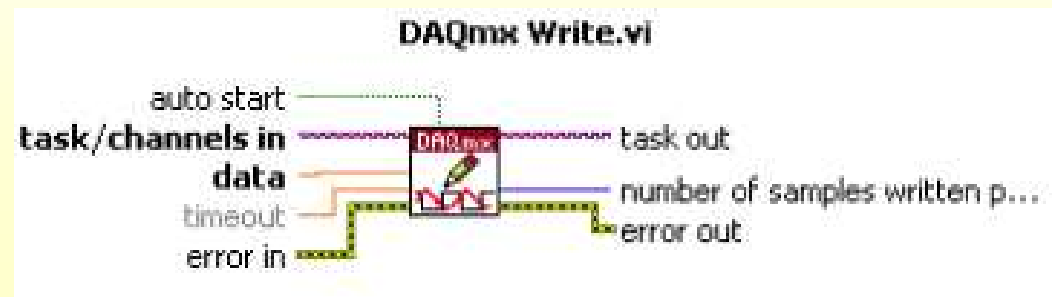 DAQmx Write.vi
auto start
task/channels in
data
timeout
error in
DAQmx
task out
number of samples written p...
error out